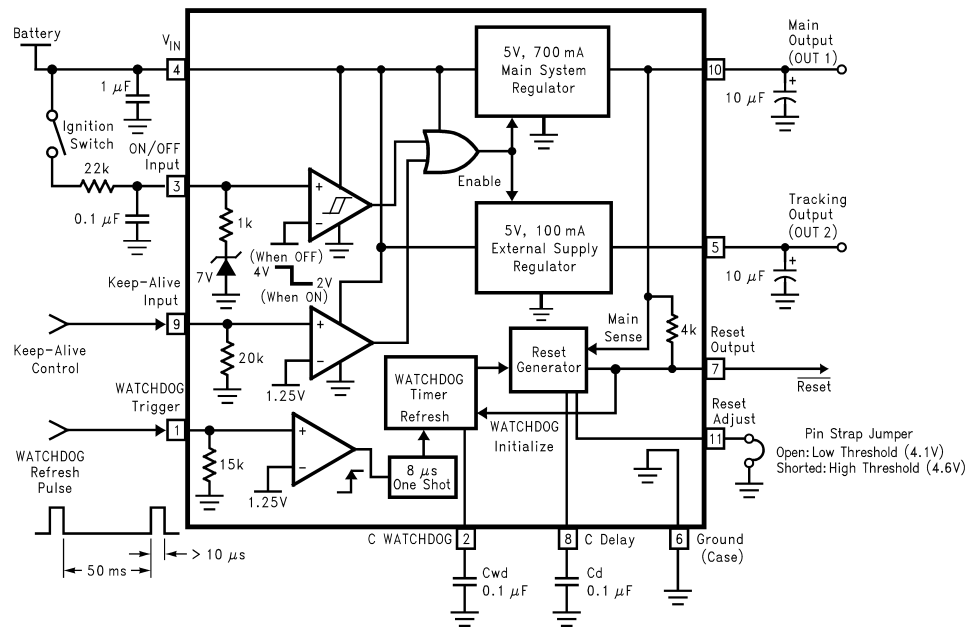 Battery
VIN
4
1 μF
Ignition
Switch
ON/OFF
Input
22k
3
0.1 μF
1k
7V
(When OFF)
4V
2V
(When ON)
+
−
5V, 700 mA
Main System
Regulator
Enable
5V, 100 mA
External Supply
Regulator
10
Main
Output
(OUT 1)
+
10 μF
5
Tracking
Output
(OUT 2)
+
10 μF
Keep-Alive
Input
9
Keep-Alive
Control
20k
+
−
1.25V
WATCHDOG
Trigger
1
WATCHDOG
Refresh
Pulse
15k
+
−
1.25V
WATCHDOG
Timer
Refresh
8 μs
One Shot
Reset
Generator
Main
Sense
4k
WATCHDOG
Initialize
Reset
Output
7
Reset
Reset
Adjust
11
Pin Strap Jumper
Open: Low Threshold (4.1V)
Shorted: High Threshold (4.6V)
> 10 μs
50 ms
C WATCHDOG
2
Cwd
0.1 μF
8
C Delay
Cd
0.1 μF
6
Ground
(Case)